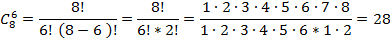 C₈⁶ = 8! / 6! (8 − 6 )! = 8! / 6! * 2! = 1 · 2 · 3 · 4 · 5 · 6 · 7 · 8 / 1 · 2 · 3 · 4 · 5 · 6 * 1 · 2 = 28